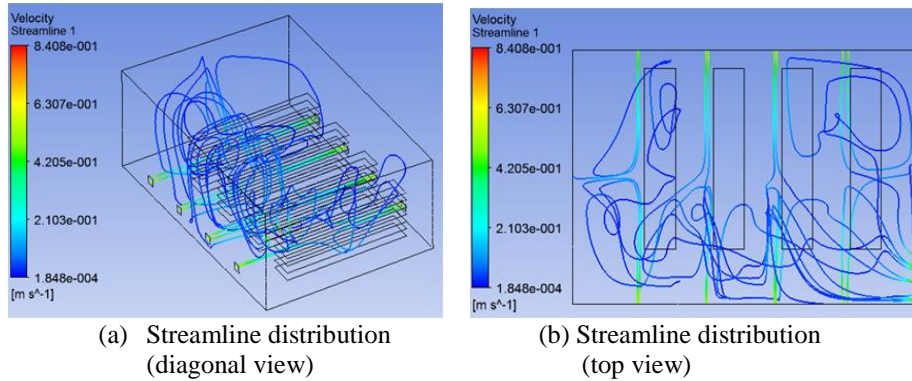 Velocity
Streamline 1
8.408e-001
6.307e-001
4.205e-001
2.103e-001
1.848e-004
[m s^-1]
(a) Streamline distribution
(diagonal view)
Velocity
Streamline 1
8.408e-001
6.307e-001
4.205e-001
2.103e-001
1.848e-004
[m s^-1]
(b) Streamline distribution
(top view)